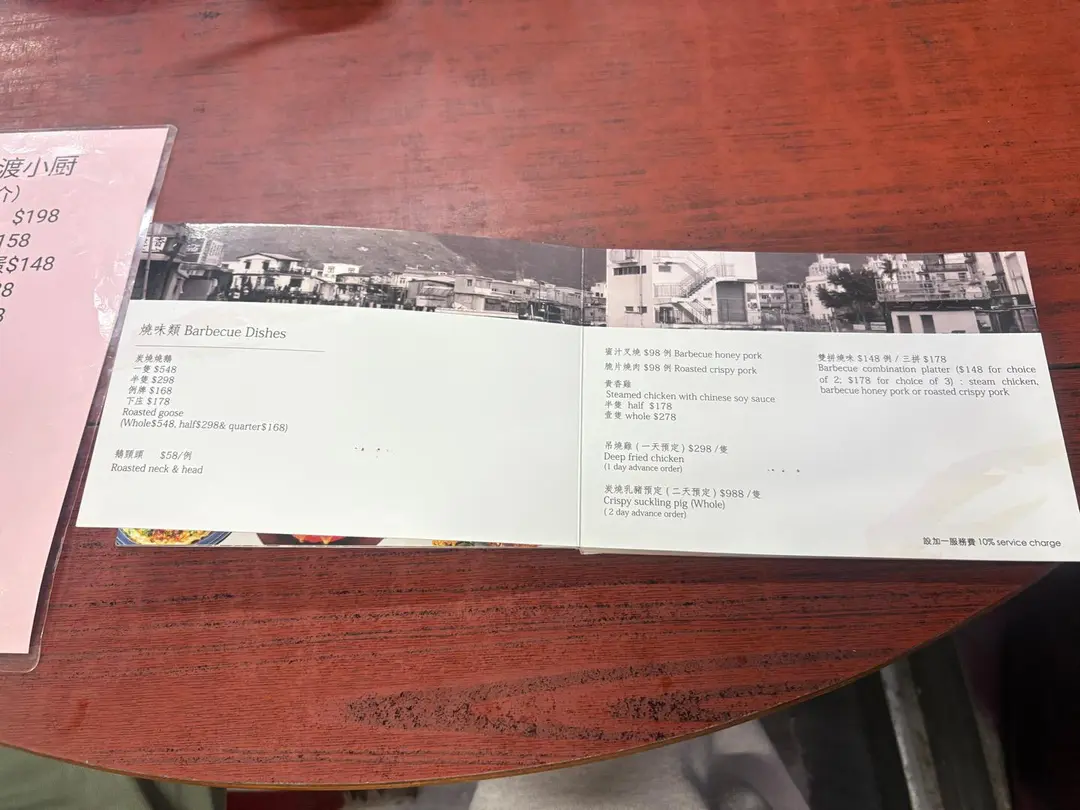 渡小厨
介）
$198
158
$148
8
燒味類 Barbecue Dishes
炭燒燒鵝
一隻 $548
半隻 $298
例牌 $168
下庄 $178
Roasted goose
(Whole$548, half$298& quarter$168)
鵝頸頭 $58/例
Roasted neck & head
蜜汁叉燒 $98 例 Barbecue honey pork
脆片燒肉 $98 例 Roasted crispy pork
黃香雞
Steamed chicken with chinese soy sauce
半隻 half $178
壹隻 whole $278
吊燒雞 ( 一天預定 ) $298 /隻
Deep fried chicken
(1 day advance order)
炭燒乳豬預定 ( 二天預定 ) $988 /隻
Crispy suckling pig (Whole)
( 2 day advance order)
雙拼燒味 $148 例 / 三拼 $178
Barbecue combination platter ($148 for choice
of 2; $178 for choice of 3) : steam chicken,
barbecue honey pork or roasted crispy pork
設加一服務費 10% service charge